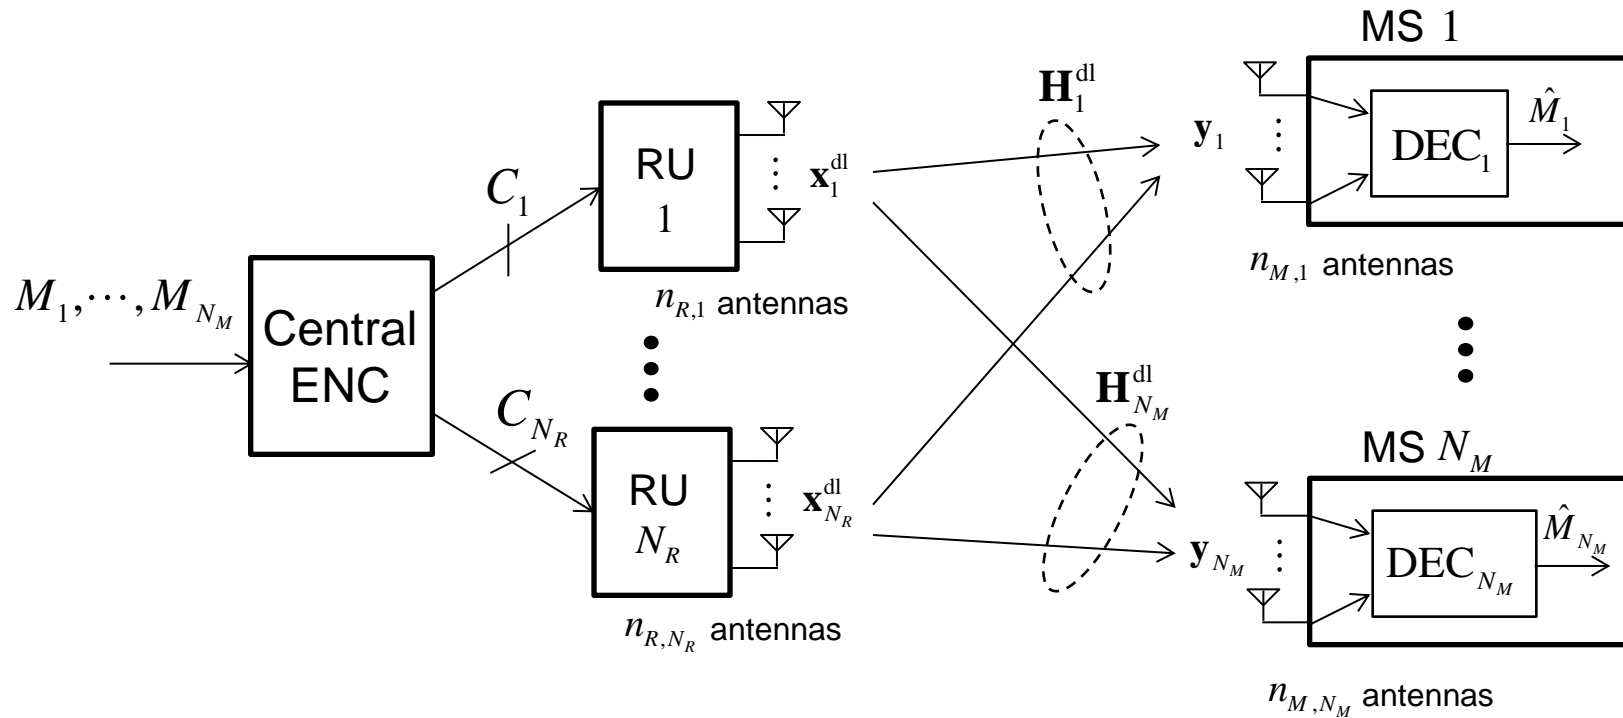 MS 1
H_1^dl
M̂_1
y_1
DEC_1
RU
1
x_1^dl
C_1
n_{M,1} antennas
M_1,⋯,M_{N_M}
n_{R,1} antennas
Central
ENC
H_{N_M}^dl
C_{N_R}
MS N_M
RU
N_R
x_{N_R}^dl
M̂_{N_M}
y_{N_M}
DEC_{N_M}
n_{R,N_R} antennas
n_{M,N_M} antennas